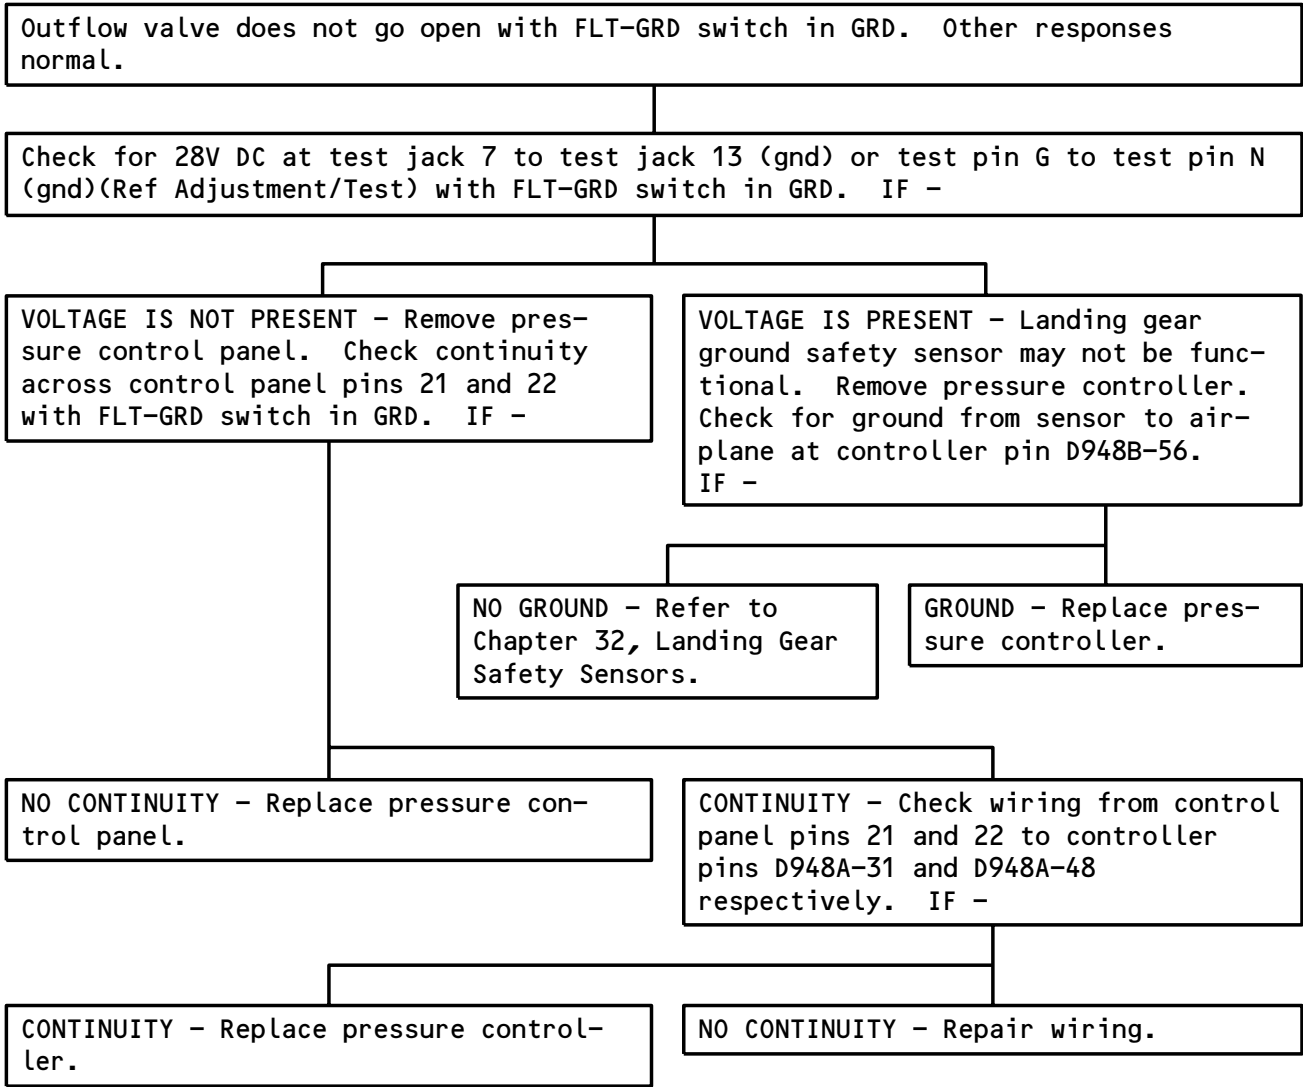 Outflow valve does not go open with FLT-GRD switch in GRD.  Other responses
normal.
Check for 28V DC at test jack 7 to test jack 13 (gnd) or test pin G to test pin N
(gnd)(Ref Adjustment/Test) with FLT-GRD switch in GRD.  IF -
VOLTAGE IS NOT PRESENT - Remove pres-
sure control panel.  Check continuity
across control panel pins 21 and 22
with FLT-GRD switch in GRD.  IF -
VOLTAGE IS PRESENT - Landing gear
ground safety sensor may not be func-
tional.  Remove pressure controller.
Check for ground from sensor to air-
plane at controller pin D948B-56.
IF -
NO GROUND - Refer to
Chapter 32, Landing Gear
Safety Sensors.
GROUND - Replace pres-
sure controller.
NO CONTINUITY - Replace pressure con-
trol panel.
CONTINUITY - Check wiring from control
panel pins 21 and 22 to controller
pins D948A-31 and D948A-48
respectively.  IF -
CONTINUITY - Replace pressure control-
ler.
NO CONTINUITY - Repair wiring.